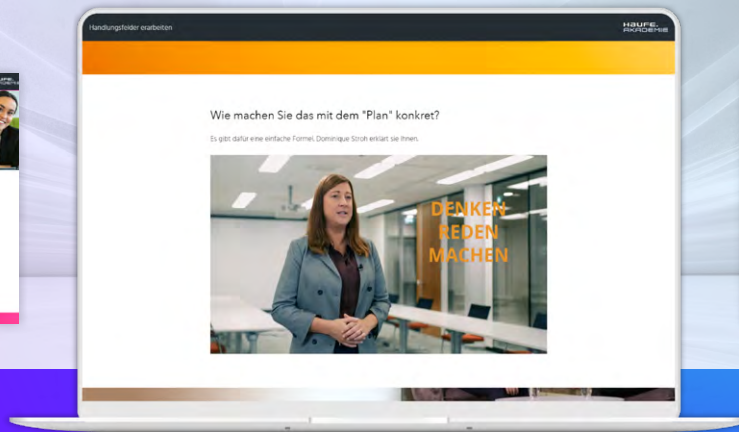 Handlungsfelder erarbeiten
HAUFE.
AKADEMIE
Wie machen Sie das mit dem "Plan" konkret?
Es gibt dafür eine einfache Formel, Dominique Stroh erklärt sie Ihnen.
DENKEN
REDEN
MACHEN